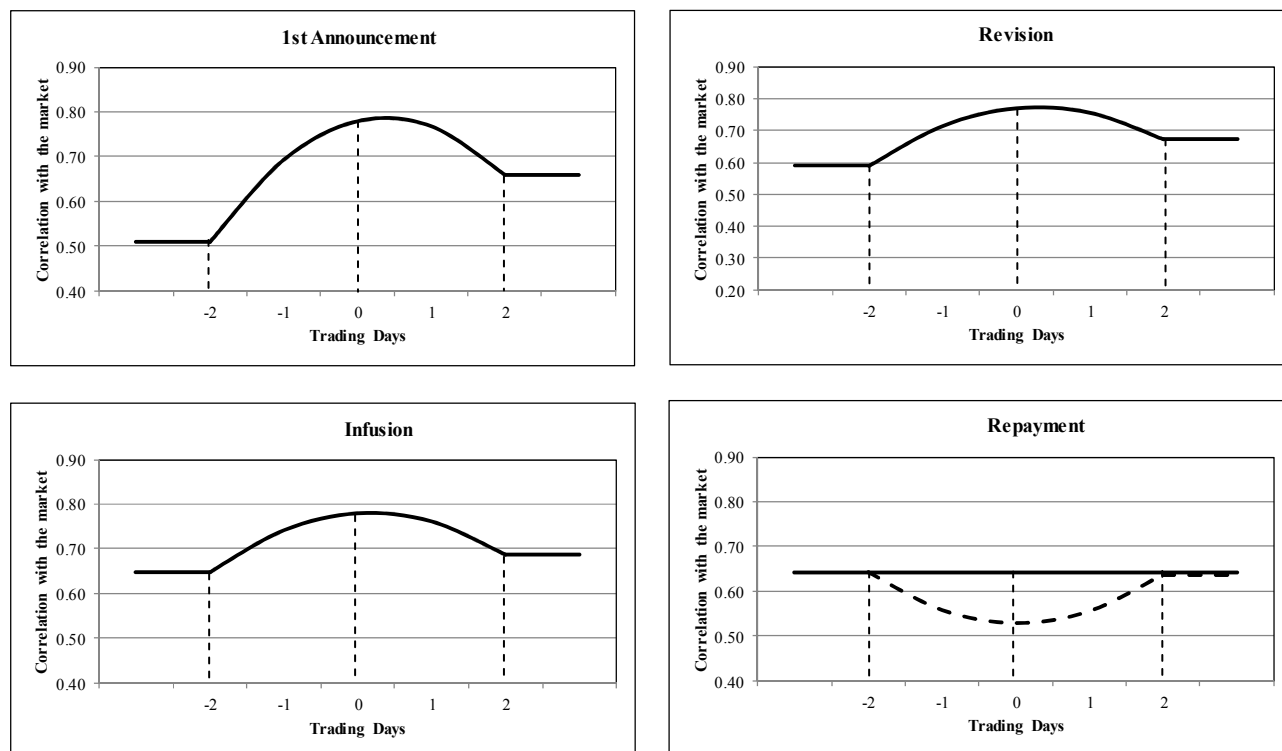 1st Announcement
Correlation with the market
0.90
0.80
0.70
0.60
0.50
0.40
-2 -1 0 1 2
Trading Days
Revision
Correlation with the market
0.90
0.80
0.70
0.60
0.50
0.40
0.30
0.20
-2 -1 0 1 2
Trading Days
Infusion
Correlation with the market
0.90
0.80
0.70
0.60
0.50
0.40
-2 -1 0 1 2
Trading Days
Repayment
Correlation with the market
0.90
0.80
0.70
0.60
0.50
0.40
-2 -1 0 1 2
Trading Days